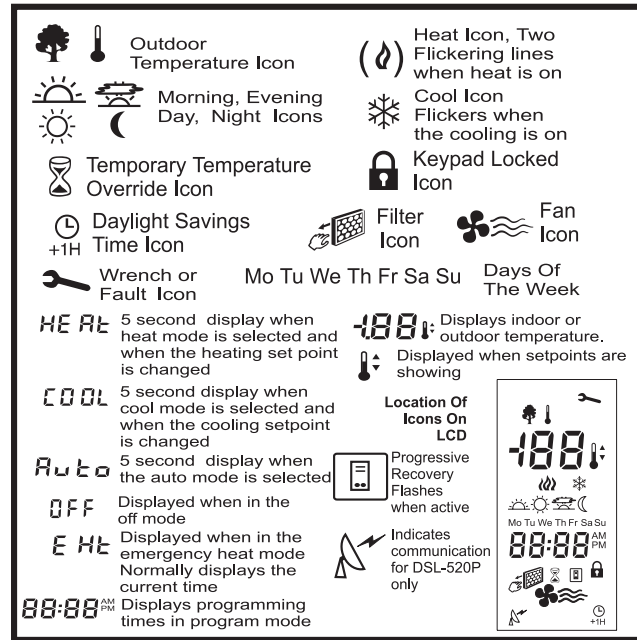 Outdoor
Temperature Icon
Heat Icon, Two
Flickering lines
when heat is on
Morning, Evening
Day, Night Icons
Cool Icon
Flickers when
the cooling is on
Temporary Temperature
Override Icon
Keypad Locked
Icon
+1H
Daylight Savings
Time Icon
Filter
Icon
Fan
Icon
Wrench or
Fault Icon
Mo Tu We Th Fr Sa Su
Days Of
The Week
HEAt
5 second display when
heat mode is selected and
when the heating set point
is changed
-188
Displays indoor or
outdoor temperature.
Displayed when setpoints are
showing
COOL
5 second display when
cool mode is selected and
when the cooling setpoint
is changed
Location Of
Icons On
LCD
Auto
5 second display when
the auto mode is selected
Progressive
Recovery
Flashes
when active
OFF
Displayed when in the
off mode
E Ht
Displayed when in the
emergency heat mode
Normally displays the
current time
Indicates
communication
for DSL-520P
only
88:88 AM PM
Displays programming
times in program mode
-188
Mo Tu We Th Fr Sa Su
88:88 AM PM
+1H